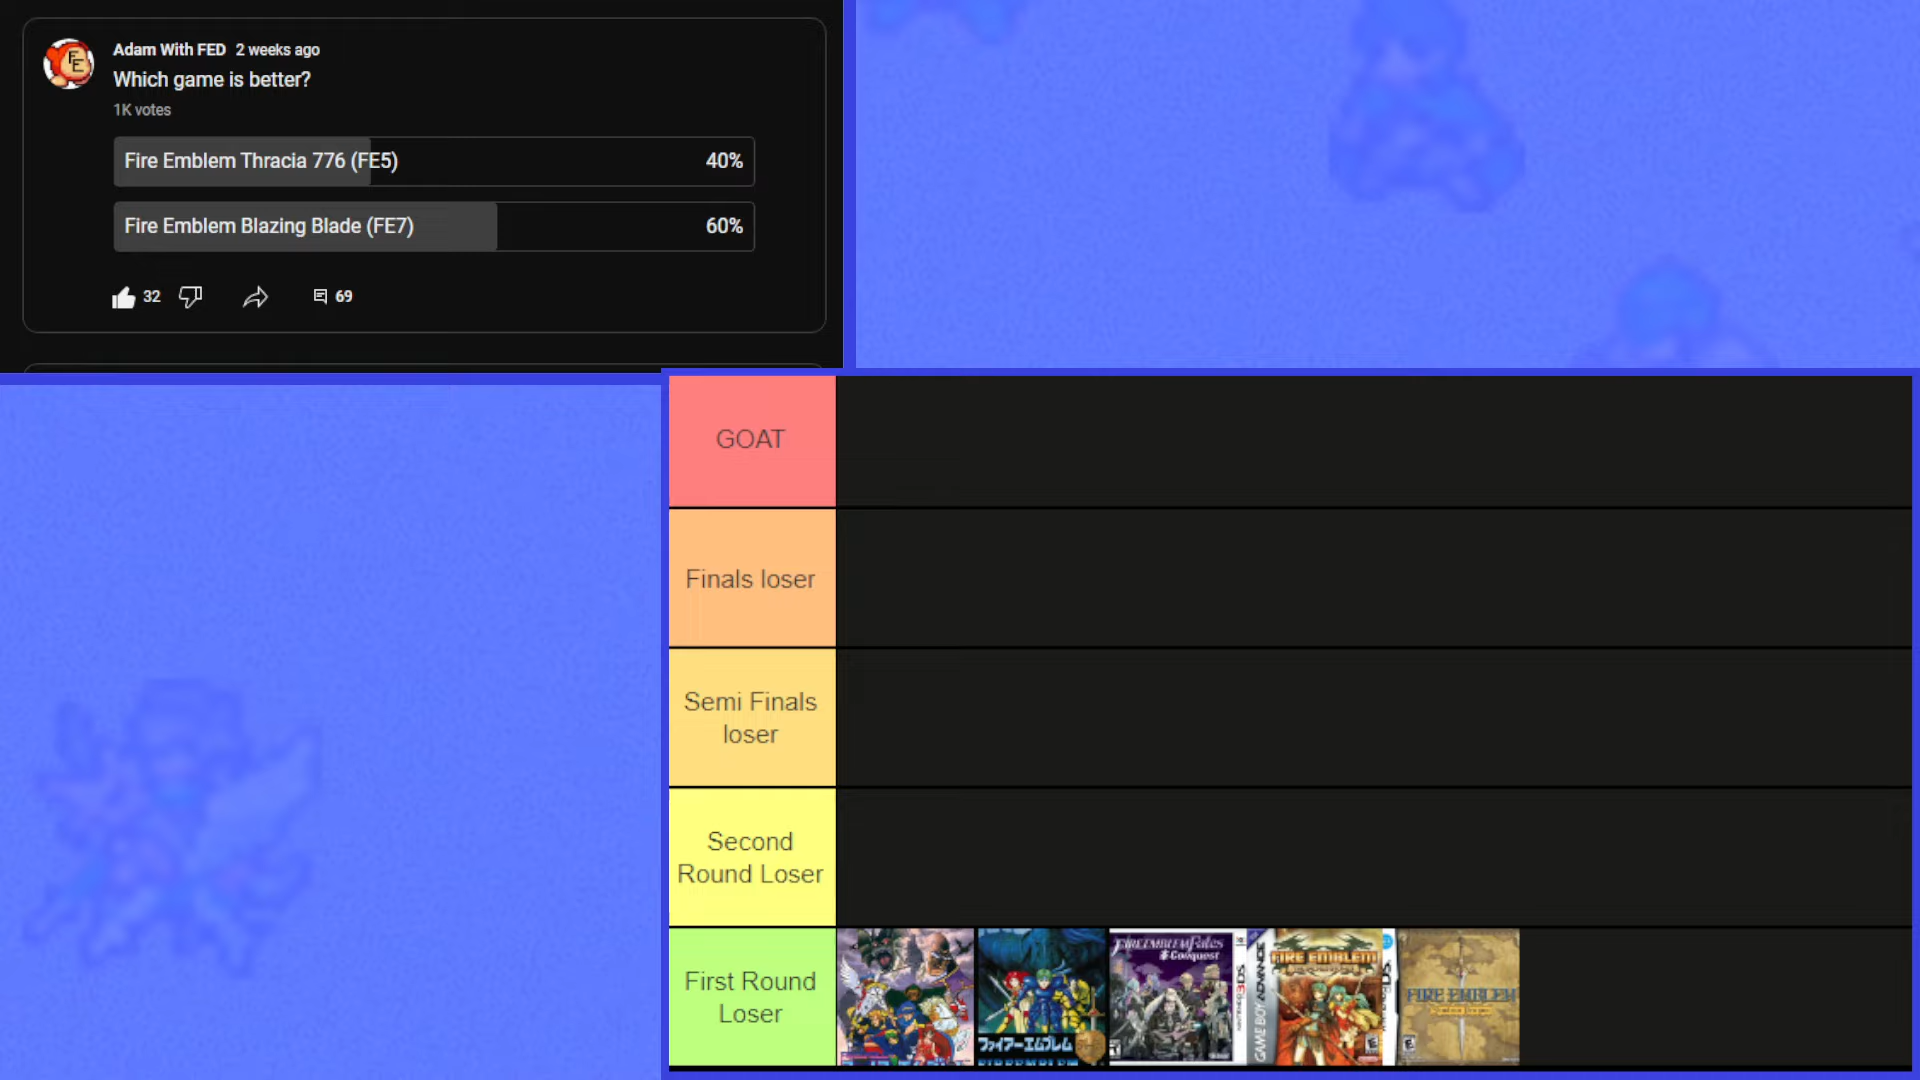 Adam With FED 2 weeks ago
Which game is better?
1K votes
Fire Emblem Thracia 776 (FE5) 40%
Fire Emblem Blazing Blade (FE7) 60%
32 69
GOAT
Finals loser
Semi Finals
loser
Second
Round Loser
First Round
Loser
ファイアーエムブレム
FIRE EMBLEM Fates
Conquest
NINTENDO 3DS
GAME BOY ADVANCE
FIRE EMBLEM
FIRE EMBLEM